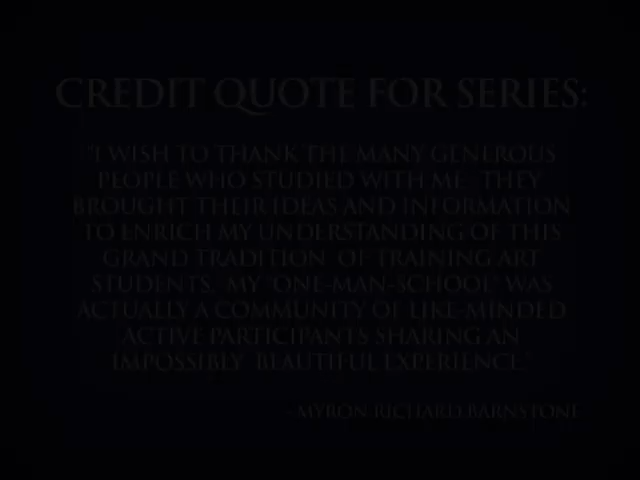 CREDIT QUOTE FOR SERIES:
"I WISH TO THANK THE MANY GENEROUS
PEOPLE WHO STUDIED WITH ME. THEY
BROUGHT THEIR IDEAS AND INFORMATION
TO ENRICH MY UNDERSTANDING OF THIS
GRAND TRADITION OF TRAINING ART
STUDENTS. MY "ONE-MAN-SCHOOL" WAS
ACTUALLY A COMMUNITY OF LIKE-MINDED
ACTIVE PARTICIPANTS SHARING AN
IMPOSSIBLY BEAUTIFUL EXPERIENCE."
-MYRON RICHARD BARNSTONE